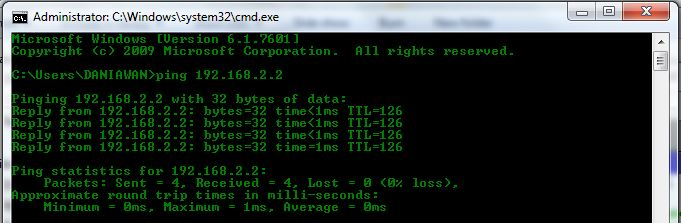 Administrator: C:\Windows\system32\cmd.exe
Microsoft Windows [Version 6.1.7601]
Copyright (c) 2009 Microsoft Corporation.  All rights reserved.
C:\Users\DANIAWAN>ping 192.168.2.2
Pinging 192.168.2.2 with 32 bytes of data:
Reply from 192.168.2.2: bytes=32 time<1ms TTL=126
Reply from 192.168.2.2: bytes=32 time<1ms TTL=126
Reply from 192.168.2.2: bytes=32 time<1ms TTL=126
Reply from 192.168.2.2: bytes=32 time=1ms TTL=126
Ping statistics for 192.168.2.2:
    Packets: Sent = 4, Received = 4, Lost = 0 (0% loss),
Approximate round trip times in milli-seconds:
    Minimum = 0ms, Maximum = 1ms, Average = 0ms